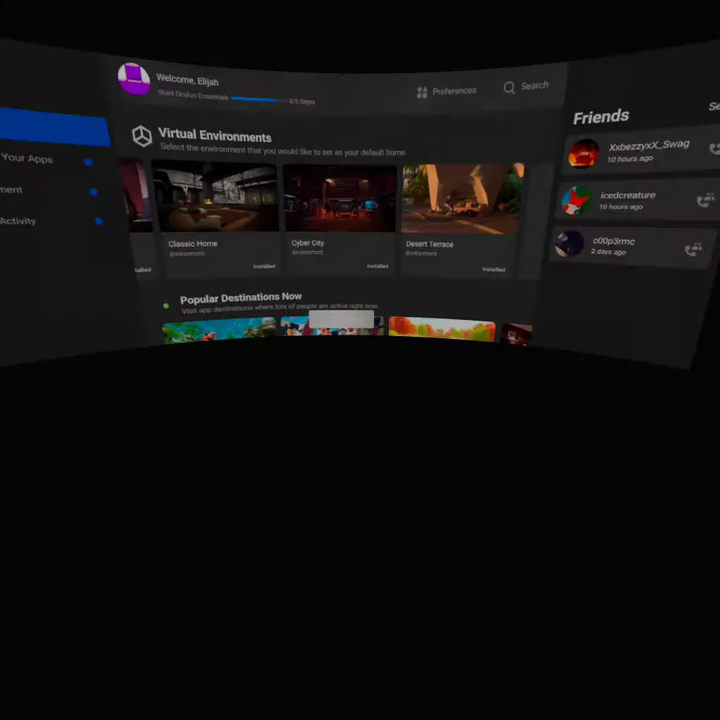 Welcome, Elijah
Start Oculus Essentials
4/5 Steps
Preferences
Search
Your Apps
ment
Activity
Virtual Environments
Select the environment that you would like to set as your default home
Classic Home
Environment
Installed
Cyber City
Environment
Installed
Desert Terrace
Environment
Installed
alled
Popular Destinations Now
Visit app destinations where lots of people are active right now.
Friends
Se
XxbezzyxX_Swag
10 hours ago
icedcreature
10 hours ago
c00p3rmc
2 days ago